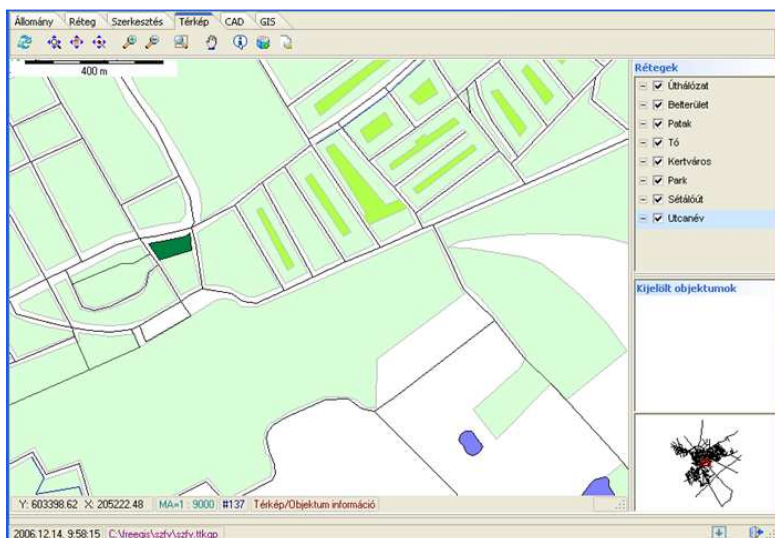 Állomány Réteg Szerkesztés Térkép CAD GIS
400 m
Rétegek
Úthálózat
Belterület
Patak
Tó
Kertváros
Park
Sétálóút
Utcanév
Kijelölt objektumok
Y: 603398.62 X: 205222.48 MA=1 9000 #137 Térkép/Objektum információ
2006.12.14. 9:58:15 C:\freegis\szfv\szfv.ttkgp